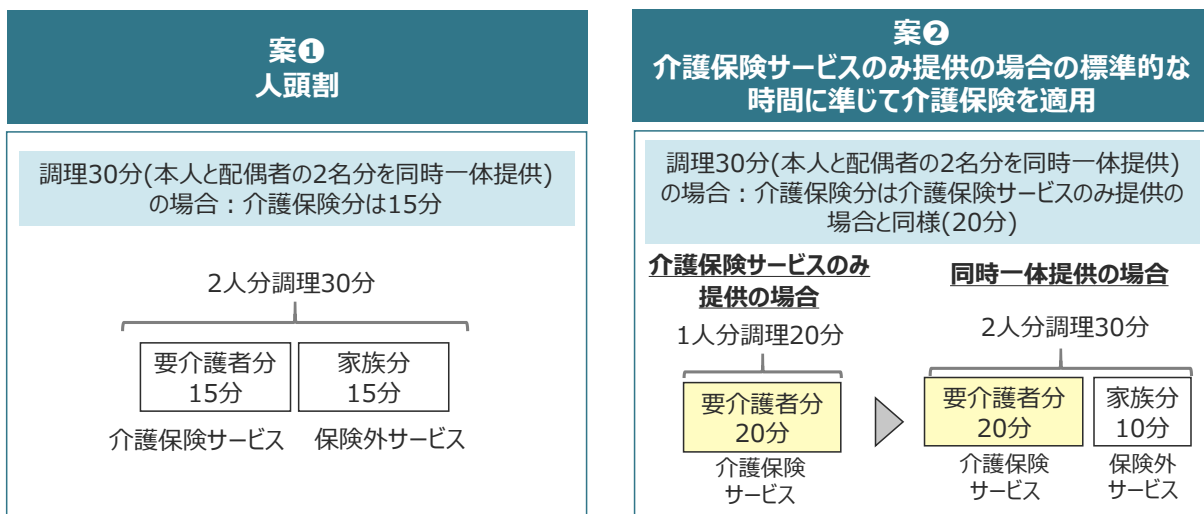 案❶
人頭割
調理30分(本人と配偶者の2名分を同時一体提供)
の場合：介護保険分は15分
2人分調理30分
要介護者分
15分
家族分
15分
介護保険サービス
保険外サービス
案❷
介護保険サービスのみ提供の場合の標準的な
時間に準じて介護保険を適用
調理30分(本人と配偶者の2名分を同時一体提供)
の場合：介護保険分は介護保険サービスのみ提供の
場合と同様(20分)
介護保険サービスのみ
提供の場合
1人分調理20分
要介護者分
20分
介護保険
サービス
同時一体提供の場合
2人分調理30分
要介護者分
20分
家族分
10分
介護保険
サービス
保険外
サービス